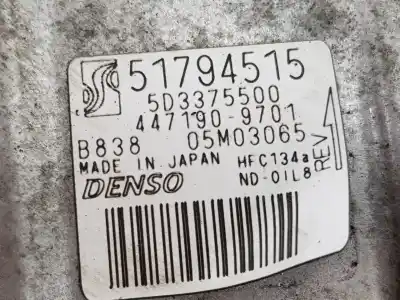 51794515
5D3375500
447190-9701
B838 05M03065
MADE IN JAPAN HFC134a
DENSO ND-OIL8
REV